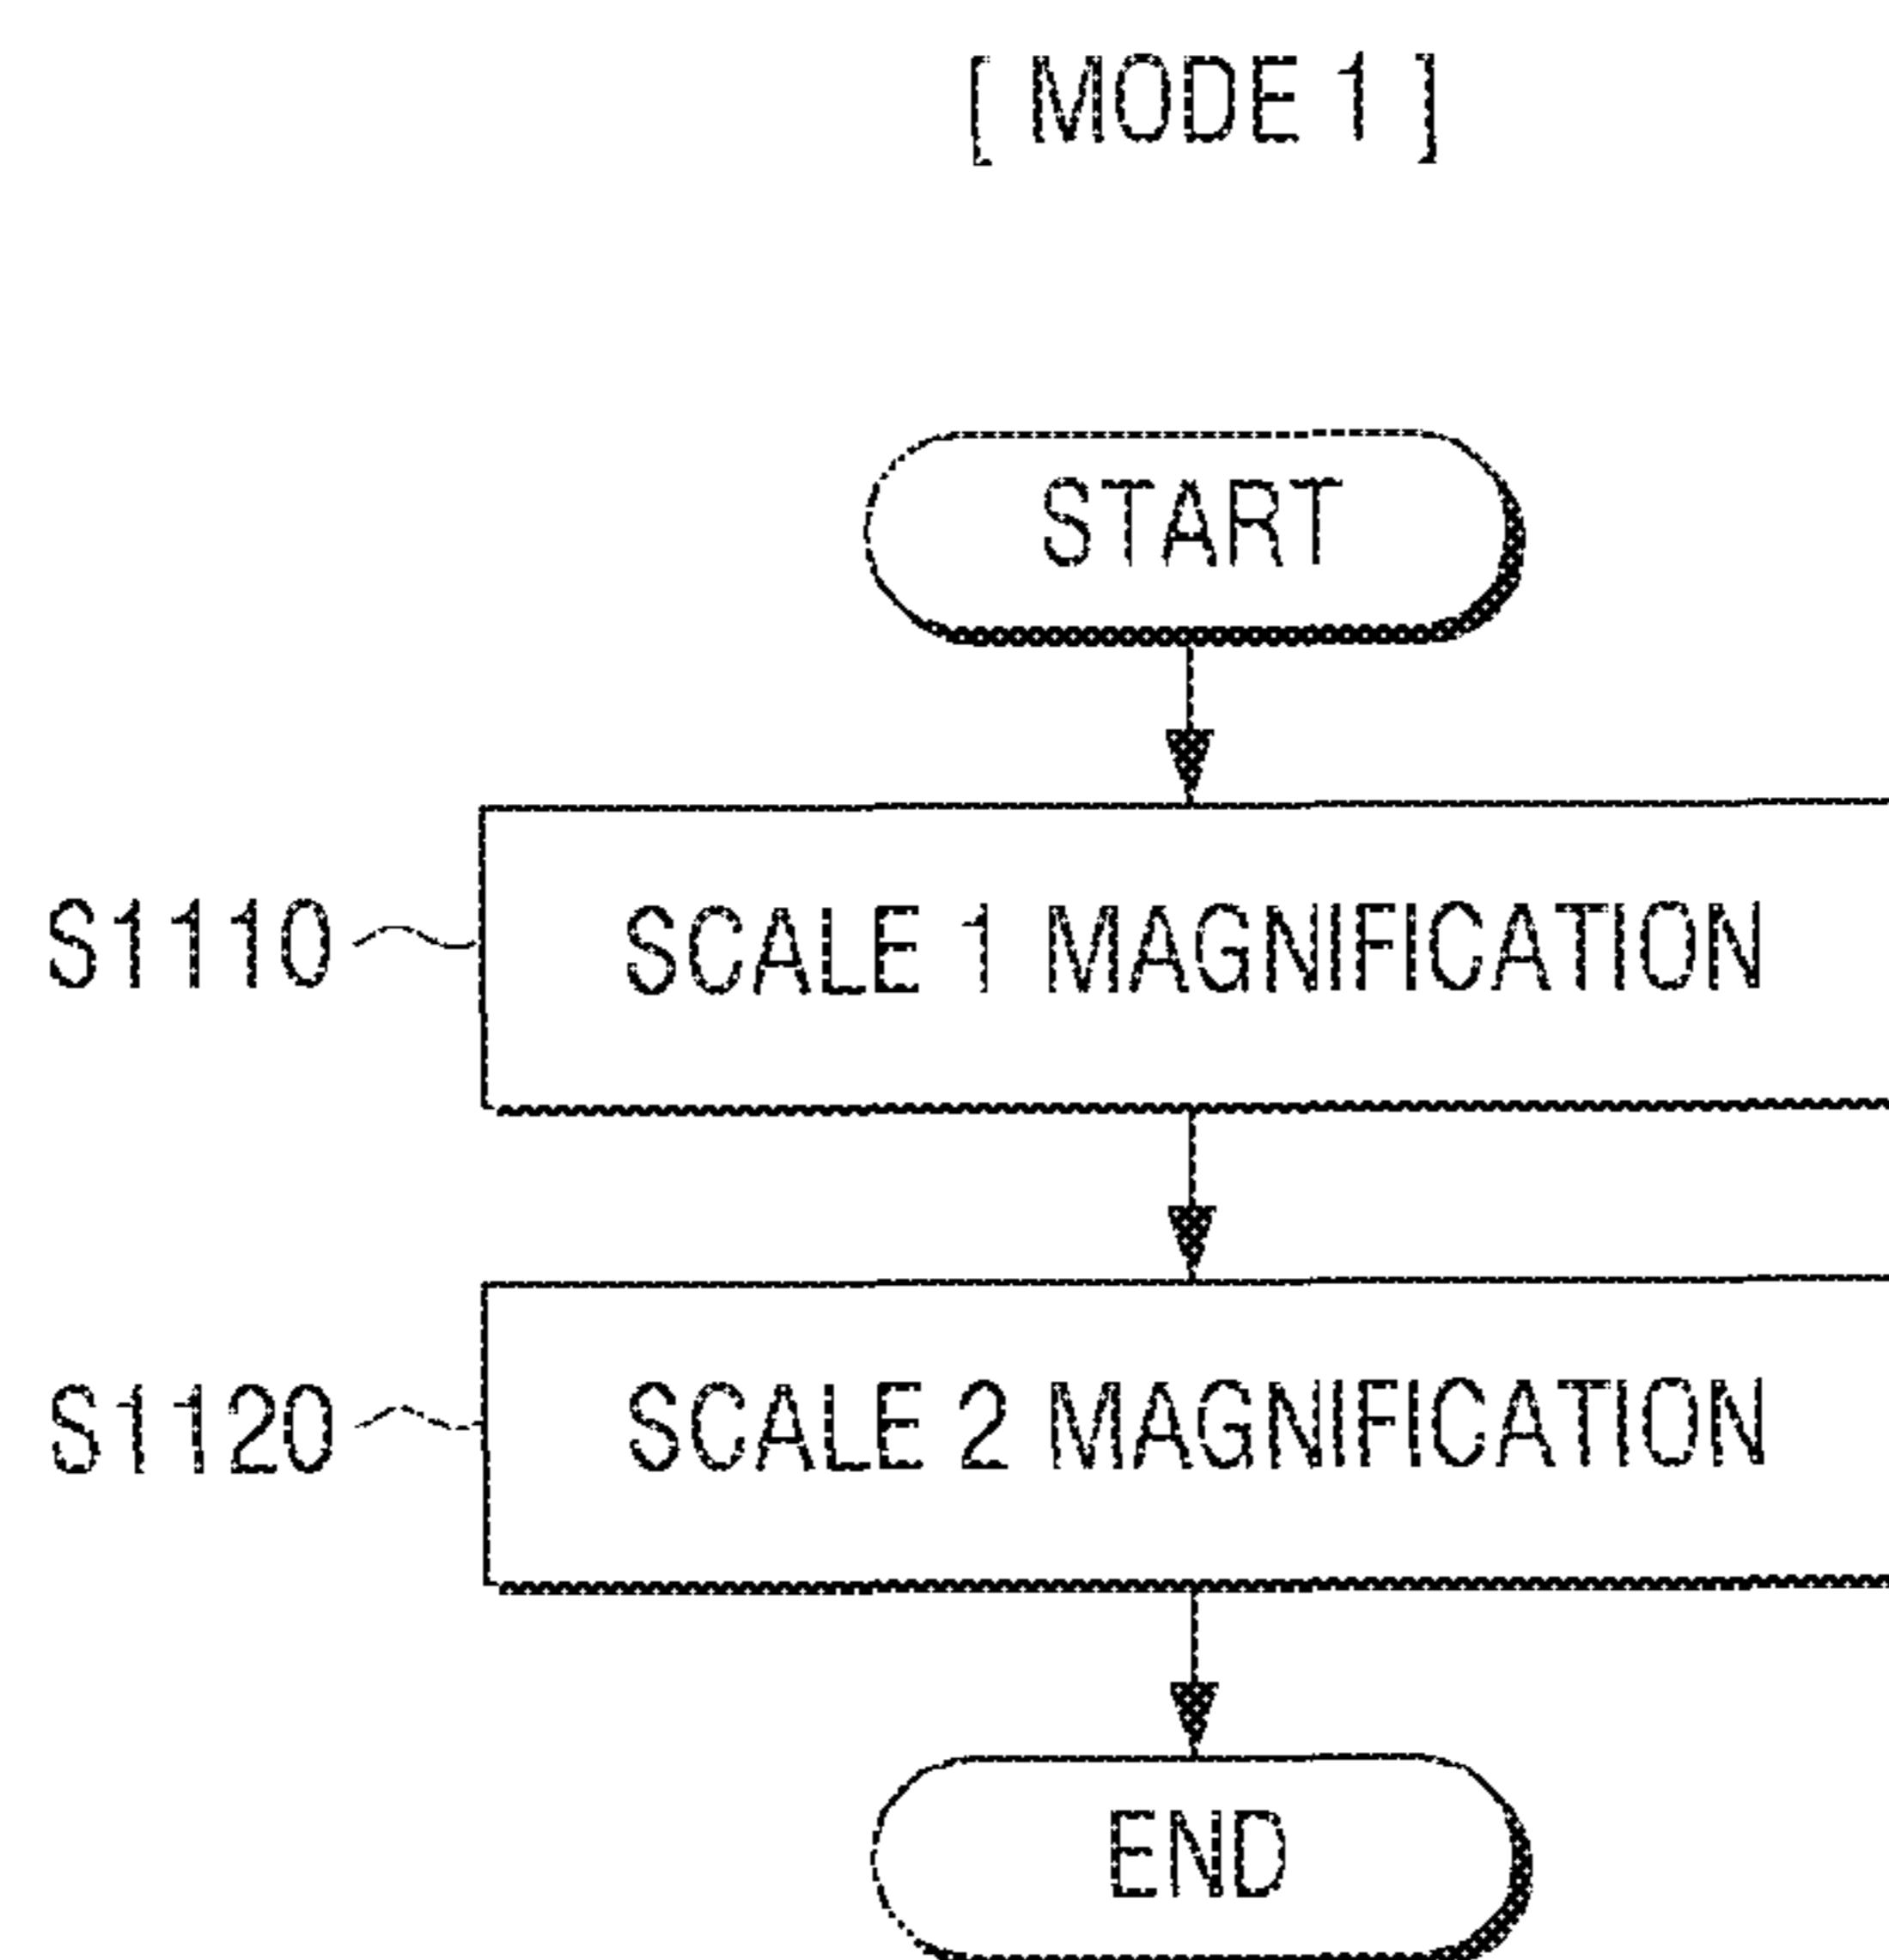 [ MODE 1 ]
START
S1110 SCALE 1 MAGNIFICATION
S1120 SCALE 2 MAGNIFICATION
END